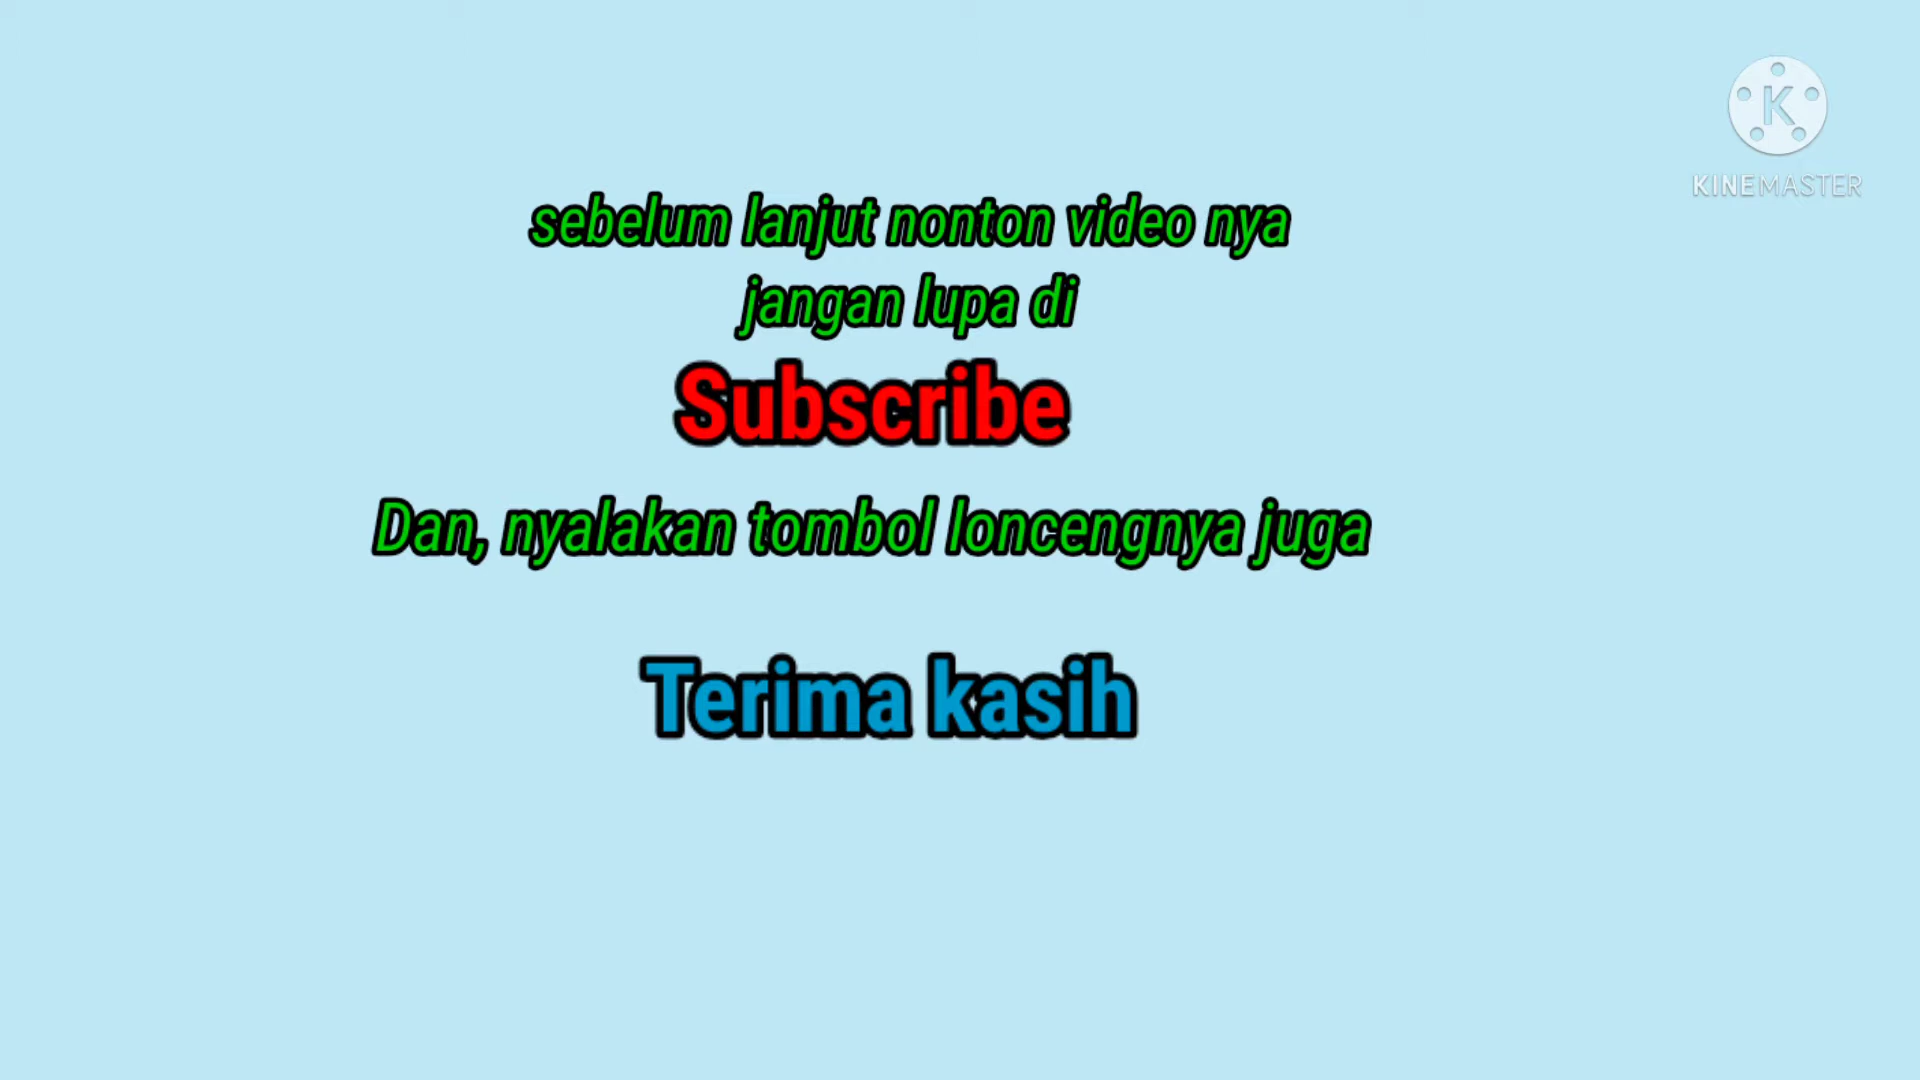 K
KINEMASTER
sebelum lanjut nonton video nya
jangan lupa di
Subscribe
Dan, nyalakan tombol loncengnya juga
Terima kasih